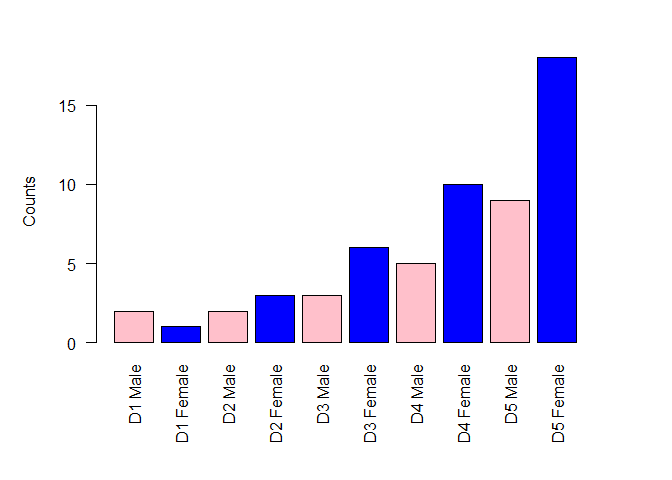 Counts
15
10
5
0
D1 Male
D1 Female
D2 Male
D2 Female
D3 Male
D3 Female
D4 Male
D4 Female
D5 Male
D5 Female